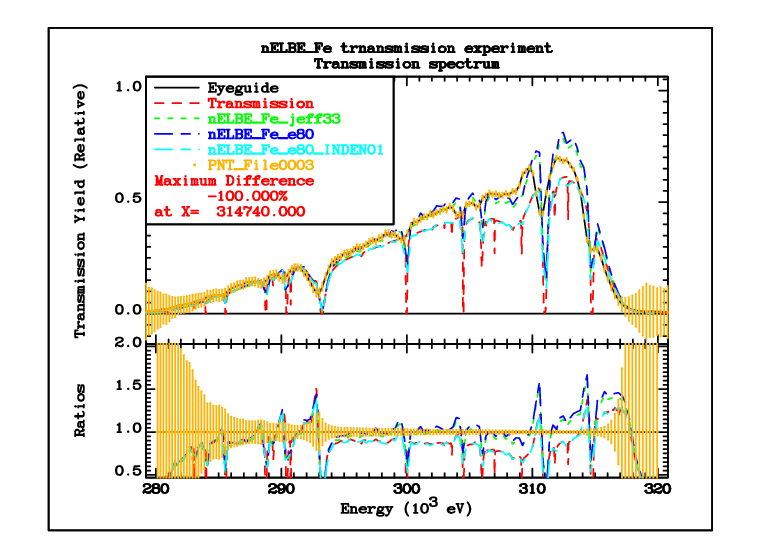 nELBE_Fe trnansmission experiment
Transmission spectrum
Transmission Yield (Relative)
1.0
0.5
0.0
Eyeguide
Transmission
nELBE_Fe_jeff33
nELBE_Fe_e80
nELBE_Fe_e80_INDEN01
PNT_File0003
Maximum Difference
-100.000%
at X= 314740.000
Ratios
2.0
1.5
1.0
0.5
280 290 300 310 320
Energy (10³ eV)